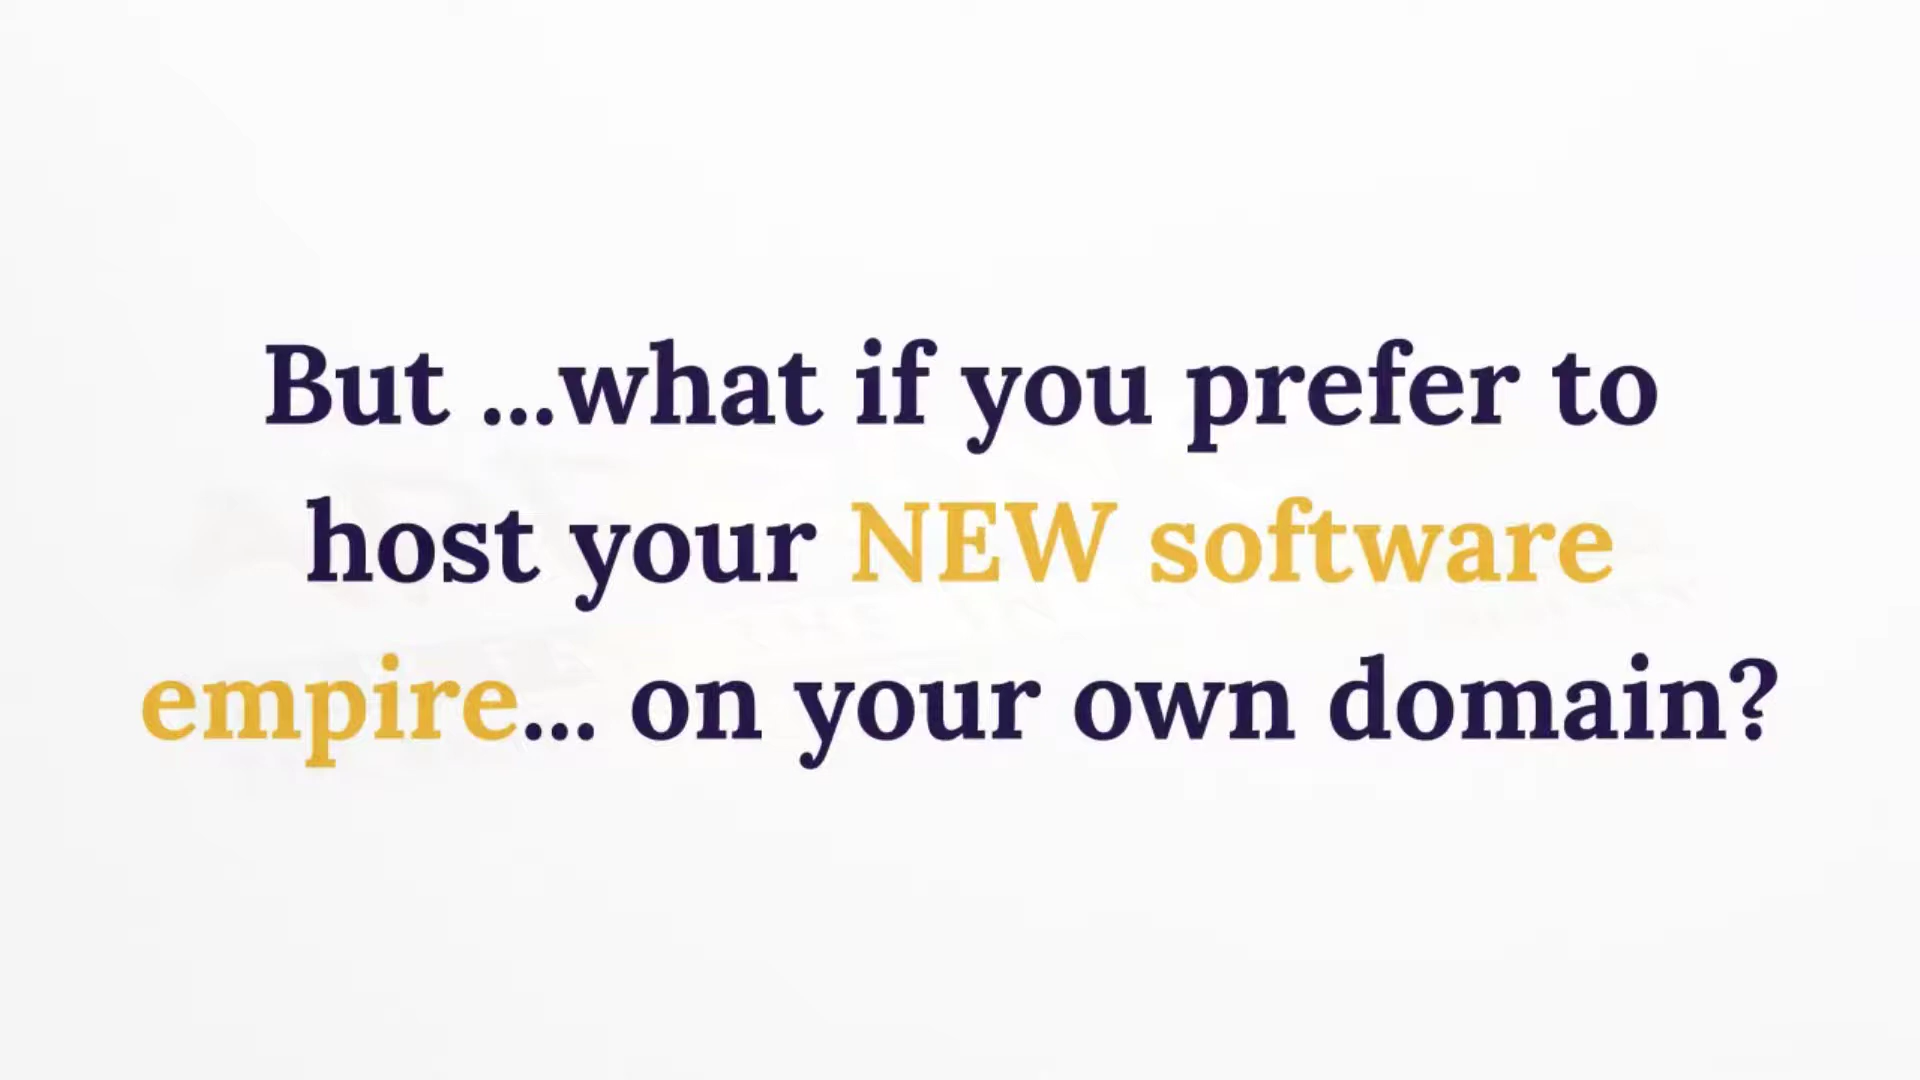 But ...what if you prefer to
host your NEW software
empire... on your own domain?